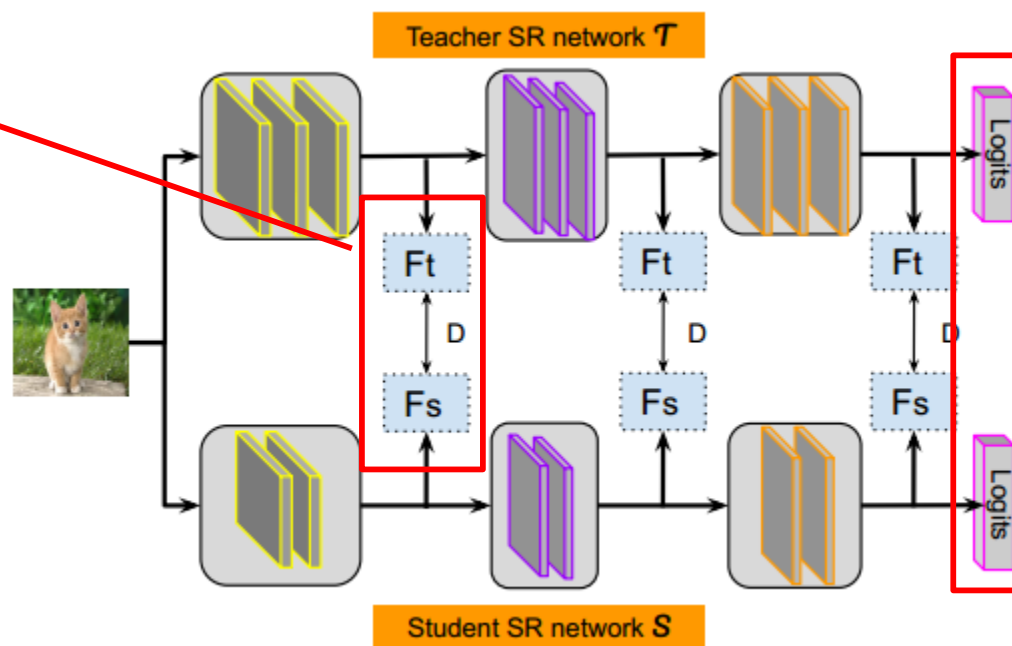 Teacher SR network 𝒯
Logits
Ft
Ft
Ft
D
D
D
Fs
Fs
Fs
Logits
Student SR network 𝑺